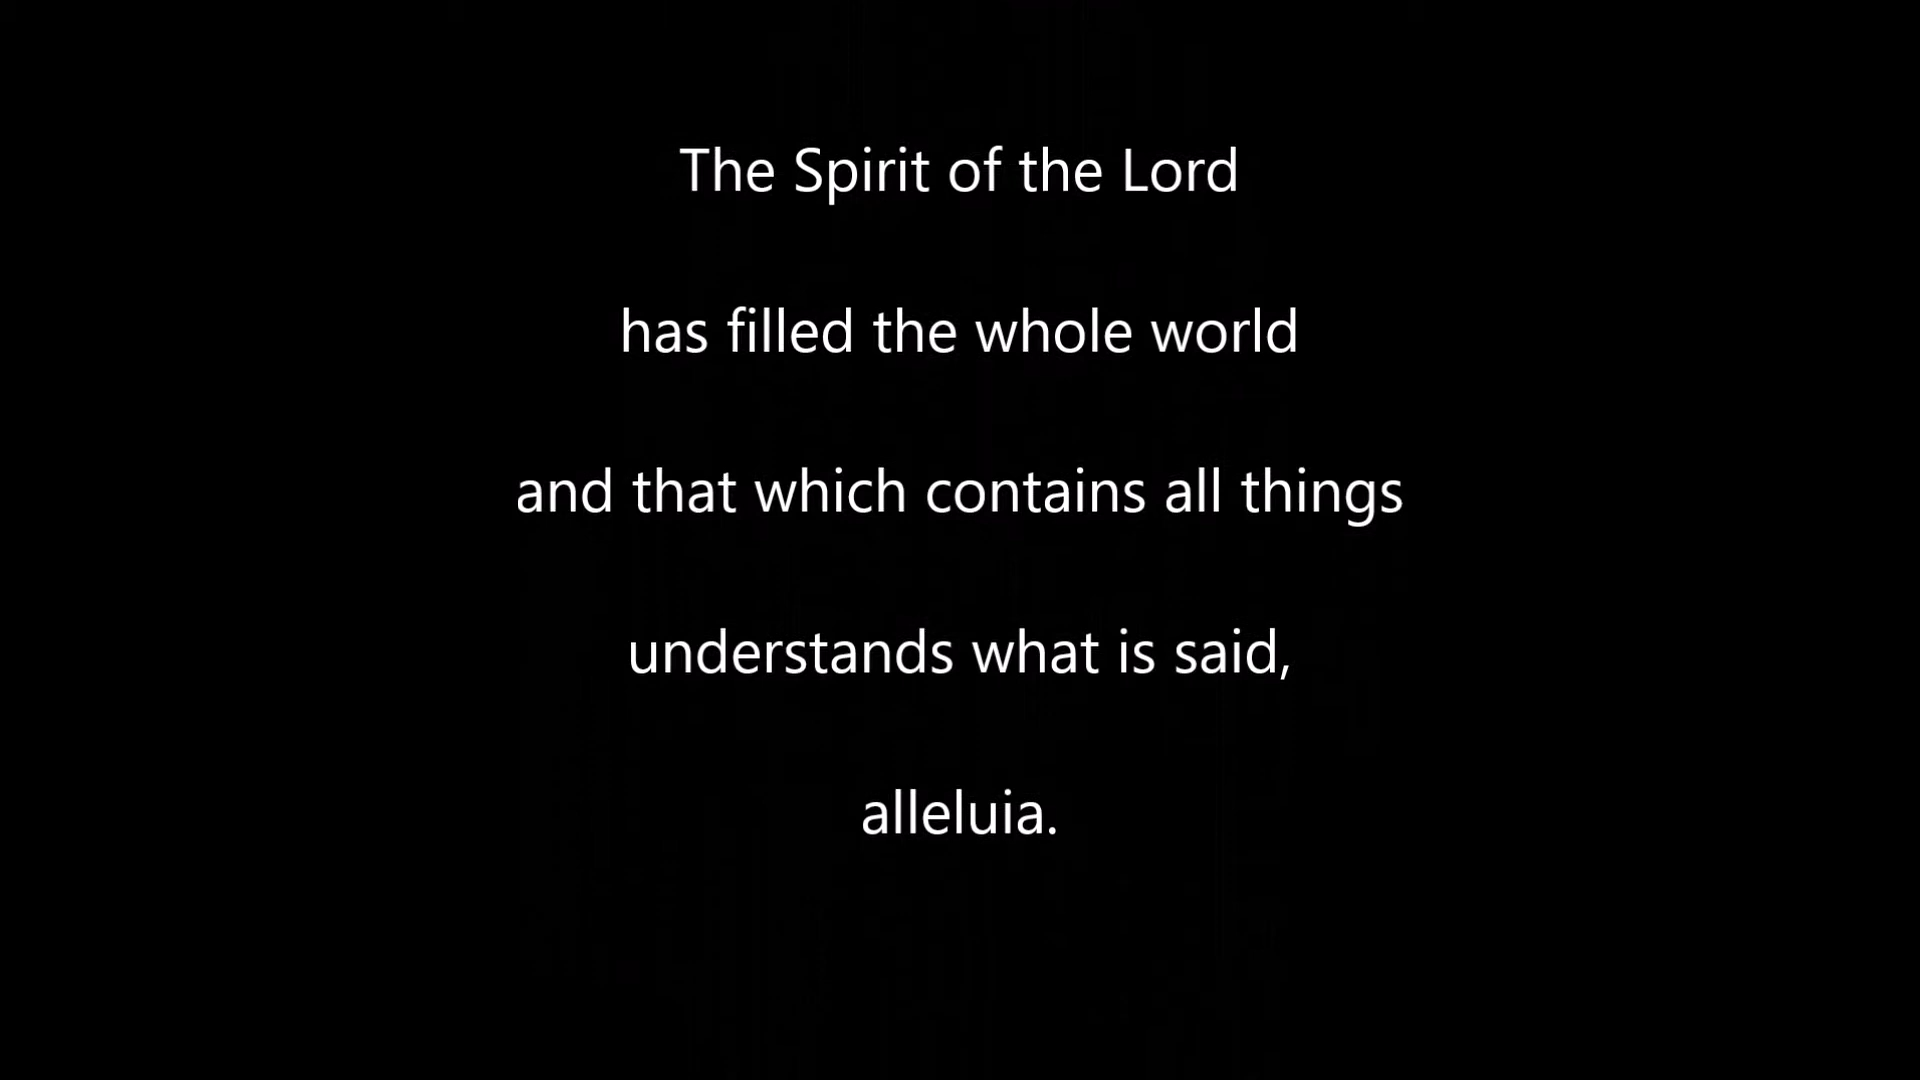 The Spirit of the Lord
has filled the whole world
and that which contains all things
understands what is said,
alleluia.